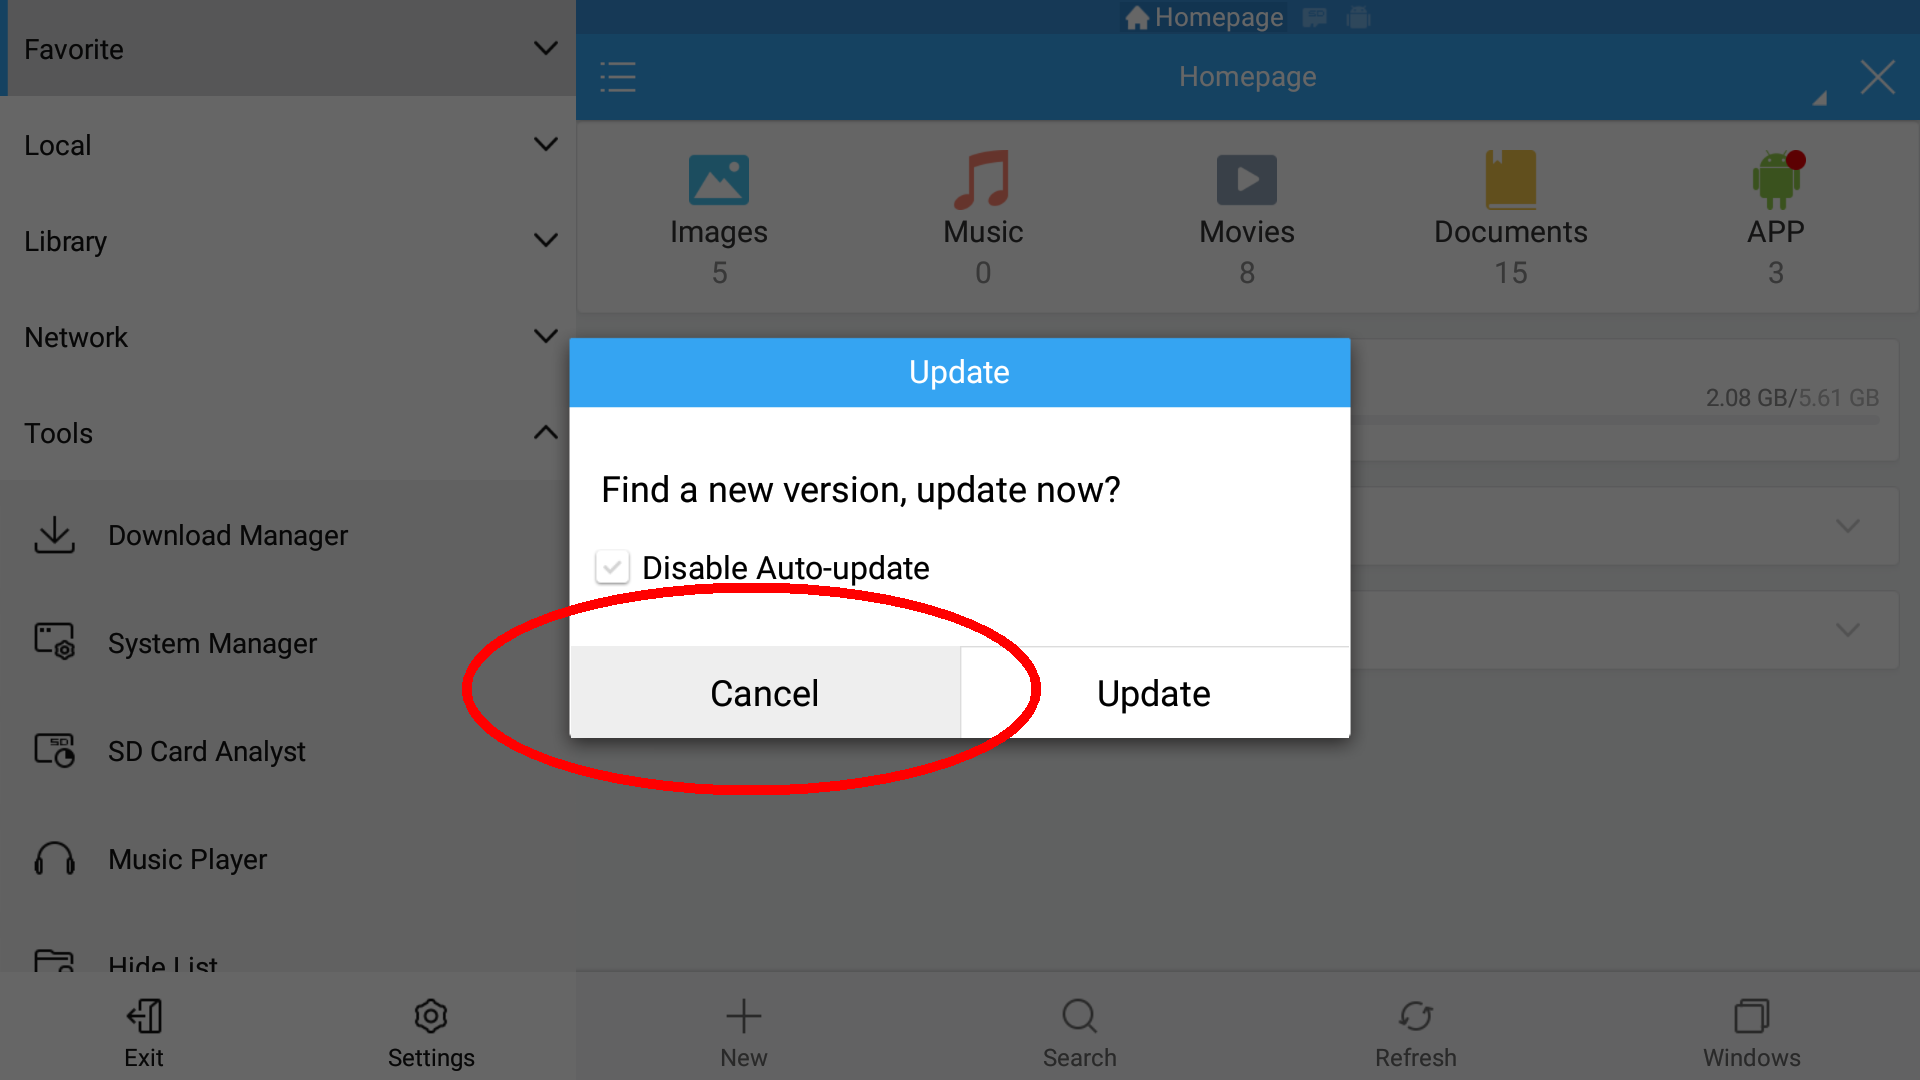 Favorite
Local
Library
Network
Tools
Download Manager
System Manager
SD
SD Card Analyst
Music Player
Hide List
Exit
Settings
Homepage
Homepage
Images
Music
Movies
Documents
APP
5
0
8
15
3
2.08 GB/5.61 GB
Update
Find a new version, update now?
Disable Auto-update
Cancel
Update
New
Search
Refresh
Windows